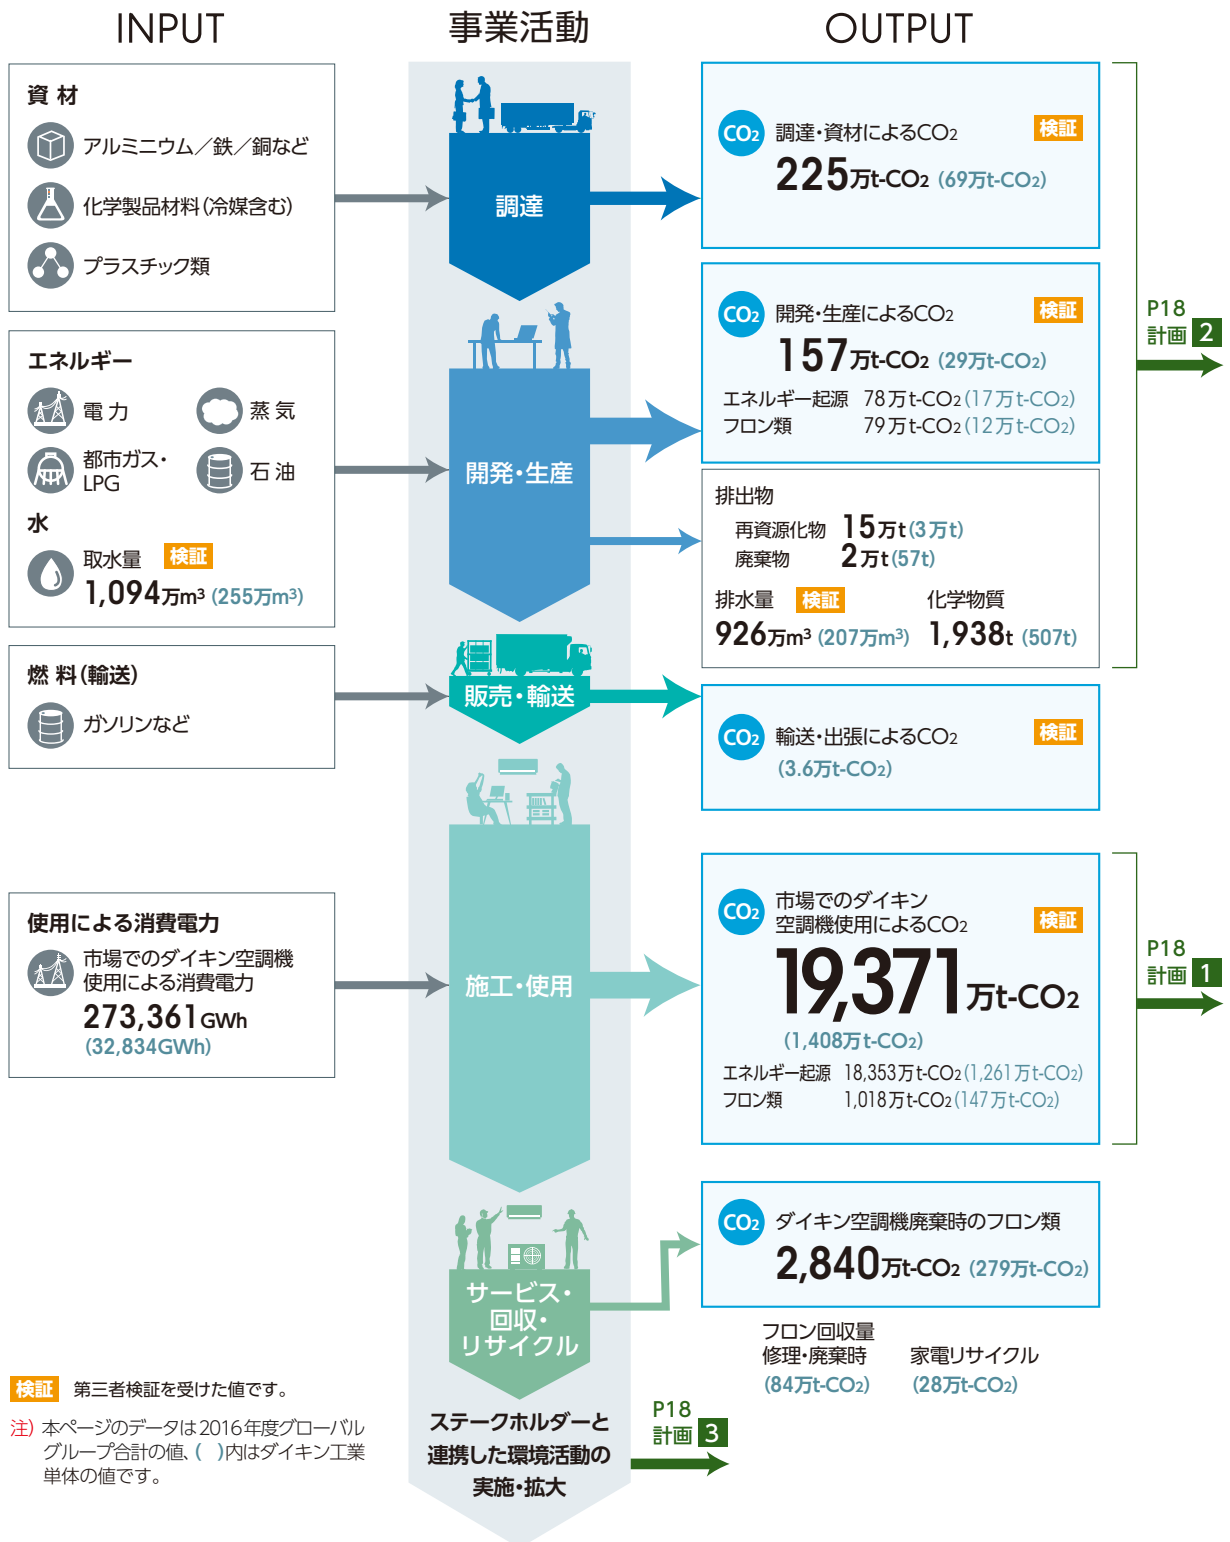 INPUT
事業活動
OUTPUT
資 材
アルミニウム／鉄／銅など
化学製品材料（冷媒含む）
プラスチック類
調達
CO2 調達・資材によるCO2 検証
225万t-CO2 (69万t-CO2)
エネルギー
電 力
蒸 気
都市ガス・
LPG
石 油
水
取水量 検証
1,094万m³ (255万m³)
開発・生産
CO2 開発・生産によるCO2 検証
157万t-CO2 (29万t-CO2)
エネルギー起源 78万t-CO2(17万t-CO2)
フロン類 79万t-CO2(12万t-CO2)
排出物
再資源化物 15万t(3万t)
廃棄物 2万t(57t)
排水量 検証
926万m³ (207万m³)
化学物質
1,938t (507t)
P18
計画 2
燃 料（輸送）
ガソリンなど
販売・輸送
CO2 輸送・出張によるCO2 検証
(3.6万t-CO2)
使用による消費電力
市場でのダイキン空調機
使用による消費電力
273,361GWh
(32,834GWh)
施工・使用
CO2 市場でのダイキン
空調機使用によるCO2 検証
19,371万t-CO2
(1,408万t-CO2)
エネルギー起源 18,353万t-CO2(1,261万t-CO2)
フロン類 1,018万t-CO2(147万t-CO2)
P18
計画 1
サービス・
回収・
リサイクル
CO2 ダイキン空調機廃棄時のフロン類
2,840万t-CO2 (279万t-CO2)
フロン回収量
修理・廃棄時
(84万t-CO2)
家電リサイクル
(28万t-CO2)
ステークホルダーと
連携した環境活動の
実施・拡大
P18
計画 3
検証 第三者検証を受けた値です。
注） 本ページのデータは2016年度グローバル
グループ合計の値、（ ）内はダイキン工業
単体の値です。